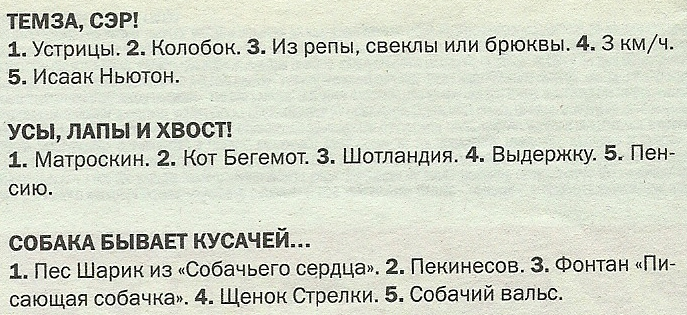 ТЕМЗА, СЭР!
1. Устрицы. 2. Колобок. 3. Из репы, свеклы или брюквы. 4. 3 км/ч.
5. Исаак Ньютон.
УСЫ, ЛАПЫ И ХВОСТ!
1. Матроскин. 2. Кот Бегемот. 3. Шотландия. 4. Выдержку. 5. Пен-
сию.
СОБАКА БЫВАЕТ КУСАЧЕЙ...
1. Пес Шарик из «Собачьего сердца». 2. Пекинесов. 3. Фонтан «Пи-
сающая собачка». 4. Щенок Стрелки. 5. Собачий вальс.